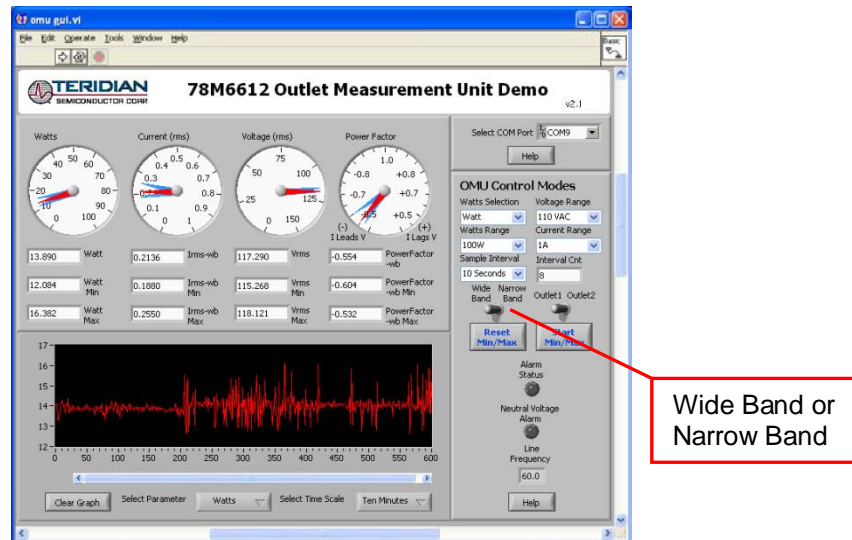 omu gui.vi
File Edit Operate Tools Window Help
Basic
TERIDIAN
SEMICONDUCTOR CORP.
78M6612 Outlet Measurement Unit Demo
v2.1
Watts
Current (rms)
Voltage (rms)
Power Factor
0 10 20 30 40 50 60 70 80 90 100
0 0.1 0.2 0.3 0.4 0.5 0.6 0.7 0.8 0.9 1
0 25 50 75 100 125 150
-0.5 -0.7 -0.8 1.0 +0.8 +0.7 +0.5
(-) (+)
I Leads V I Lags V
13.890 Watt
0.2136 Irms-wb
117.290 Vrms
-0.554 PowerFactor
-wb
12.084 Watt
Min
0.1880 Irms-wb
Min
115.268 Vrms
Min
-0.604 PowerFactor
-wb Min
16.382 Watt
Max
0.2550 Irms-wb
Max
118.121 Vrms
Max
-0.532 PowerFactor
-wb Max
17
16
15
14
13
12
0 50 100 150 200 250 300 350 400 450 500 550 600
Clear Graph
Select Parameter
Watts
Select Time Scale
Ten Minutes
Select COM Port COM9
Help
OMU Control Modes
Watts Selection Voltage Range
Watt 110 VAC
Watts Range Current Range
100W 1A
Sample Interval Interval Cnt
10 Seconds 8
Wide Narrow
Band Band Outlet1 Outlet2
Reset
Min/Max
Start
Min/Max
Alarm
Status
Neutral Voltage
Alarm
Line
Frequency
60.0
Help
Wide Band or
Narrow Band